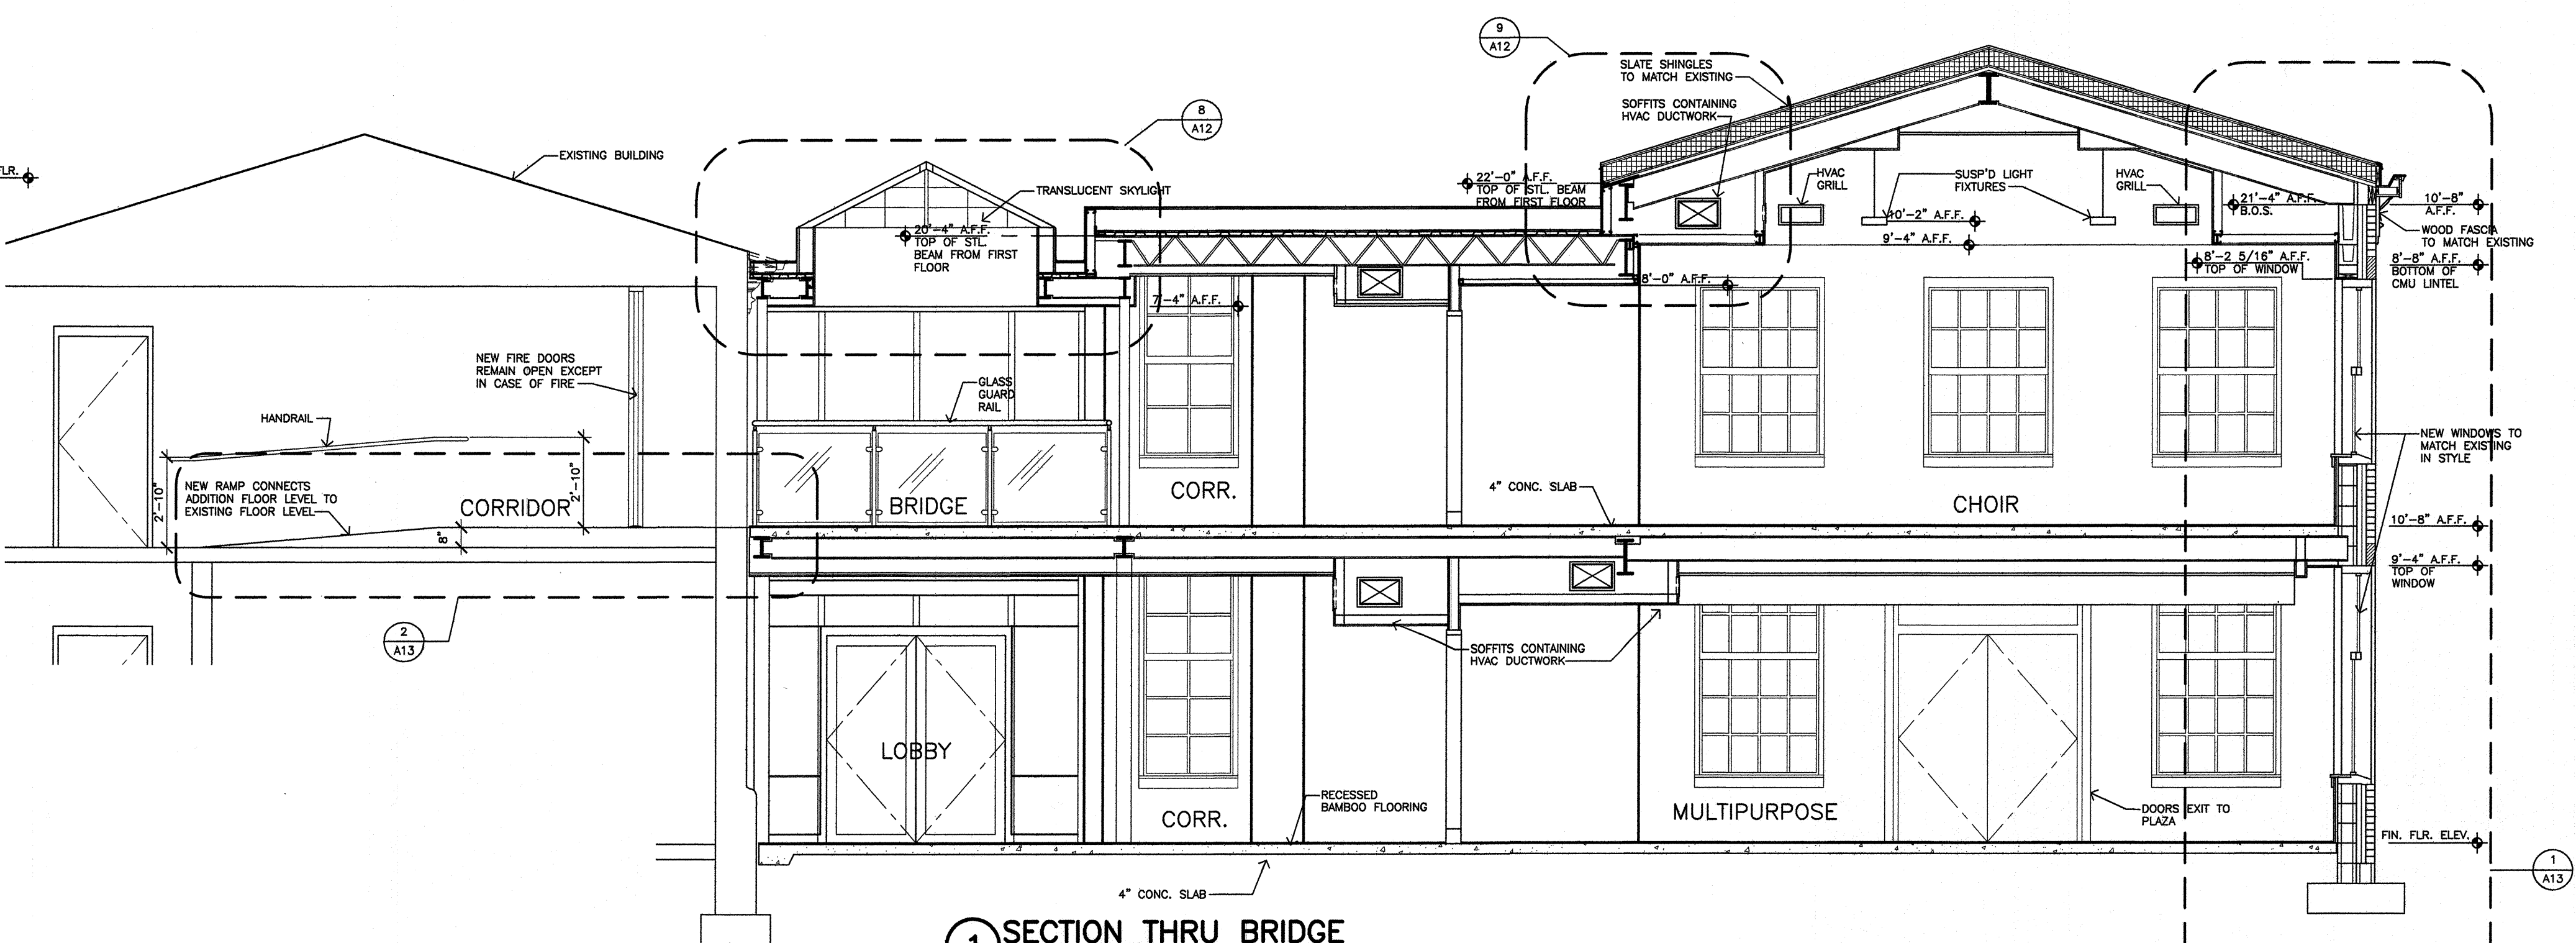 9
A12
SLATE SHINGLES
TO MATCH EXISTING
SOFFITS CONTAINING
HVAC DUCTWORK
8
A12
EXISTING BUILDING
FLR.
TRANSLUCENT SKYLIGHT
22'-0" A.F.F.
TOP OF STL. BEAM
FROM FIRST FLOOR
HVAC
GRILL
SUSP'D LIGHT
FIXTURES
HVAC
GRILL
21'-4" A.F.F.
B.O.S.
10'-8"
A.F.F.
20'-4" A.F.F.
TOP OF STL.
BEAM FROM FIRST
FLOOR
10'-2" A.F.F.
9'-4" A.F.F.
WOOD FASCIA
TO MATCH EXISTING
8'-2 5/16" A.F.F.
TOP OF WINDOW
8'-8" A.F.F.
BOTTOM OF
CMU LINTEL
8'-0" A.F.F.
7'-4" A.F.F.
NEW FIRE DOORS
REMAIN OPEN EXCEPT
IN CASE OF FIRE
GLASS
GUARD
RAIL
HANDRAIL
NEW WINDOWS TO
MATCH EXISTING
IN STYLE
2'-10"
NEW RAMP CONNECTS
ADDITION FLOOR LEVEL TO
EXISTING FLOOR LEVEL
CORRIDOR
2'-10"
8"
BRIDGE
CORR.
4" CONC. SLAB
CHOIR
10'-8" A.F.F.
9'-4" A.F.F.
TOP OF
WINDOW
2
A13
SOFFITS CONTAINING
HVAC DUCTWORK
LOBBY
CORR.
RECESSED
BAMBOO FLOORING
MULTIPURPOSE
DOORS EXIT TO
PLAZA
FIN. FLR. ELEV.
1
A13
4" CONC. SLAB
1
SECTION THRU BRIDGE